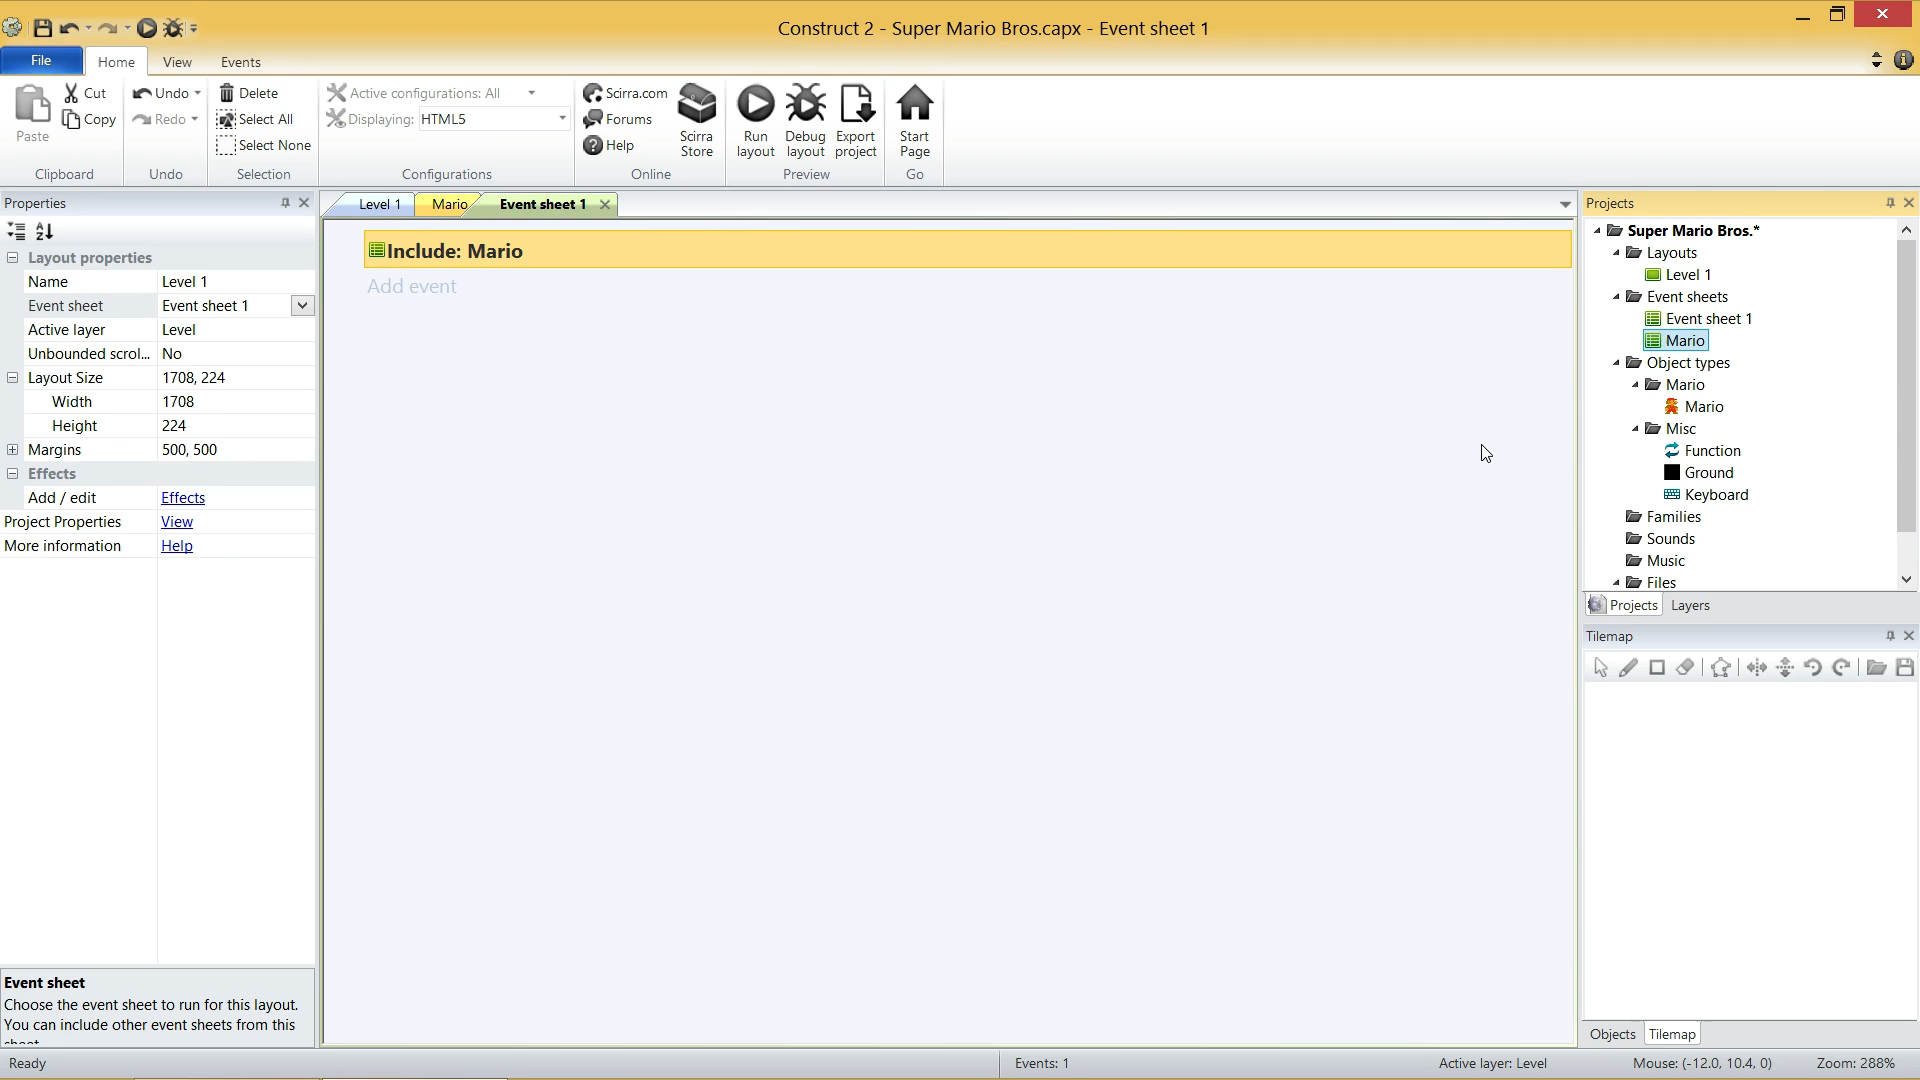 Construct 2 - Super Mario Bros.capx - Event sheet 1
File Home View Events
Paste
Cut
Copy
Clipboard
Undo
Redo
Undo
Delete
Select All
Select None
Selection
Active configurations: All
Displaying: HTML5
Configurations
Scirra.com
Forums
Help
Scirra
Store
Online
Run
layout
Debug
layout
Export
project
Preview
Start
Page
Go
Properties
Layout properties
Name Level 1
Event sheet Event sheet 1
Active layer Level
Unbounded scrol... No
Layout Size 1708, 224
Width 1708
Height 224
Margins 500, 500
Effects
Add / edit Effects
Project Properties View
More information Help
Event sheet
Choose the event sheet to run for this layout.
You can include other event sheets from this
Level 1 Mario Event sheet 1
Include: Mario
Add event
Projects
Super Mario Bros.*
Layouts
Level 1
Event sheets
Event sheet 1
Mario
Object types
Mario
Mario
Misc
Function
Ground
Keyboard
Families
Sounds
Music
Files
Projects Layers
Tilemap
Objects Tilemap
Ready Events: 1 Active layer: Level Mouse: (-12.0, 10.4, 0) Zoom: 288%